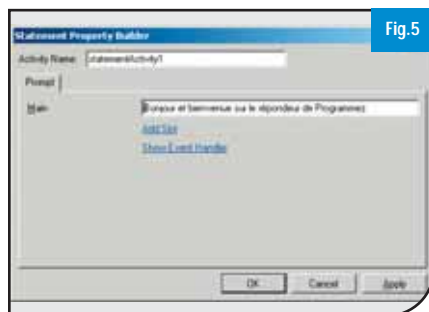 Fig.5
Statement Property Builder
Activity Name: statementActivity1
Prompt
Main
Bonjour et bienvenue sur le répondeur de Programmez
Add Slot
Show Event Handler
OK Cancel Apply